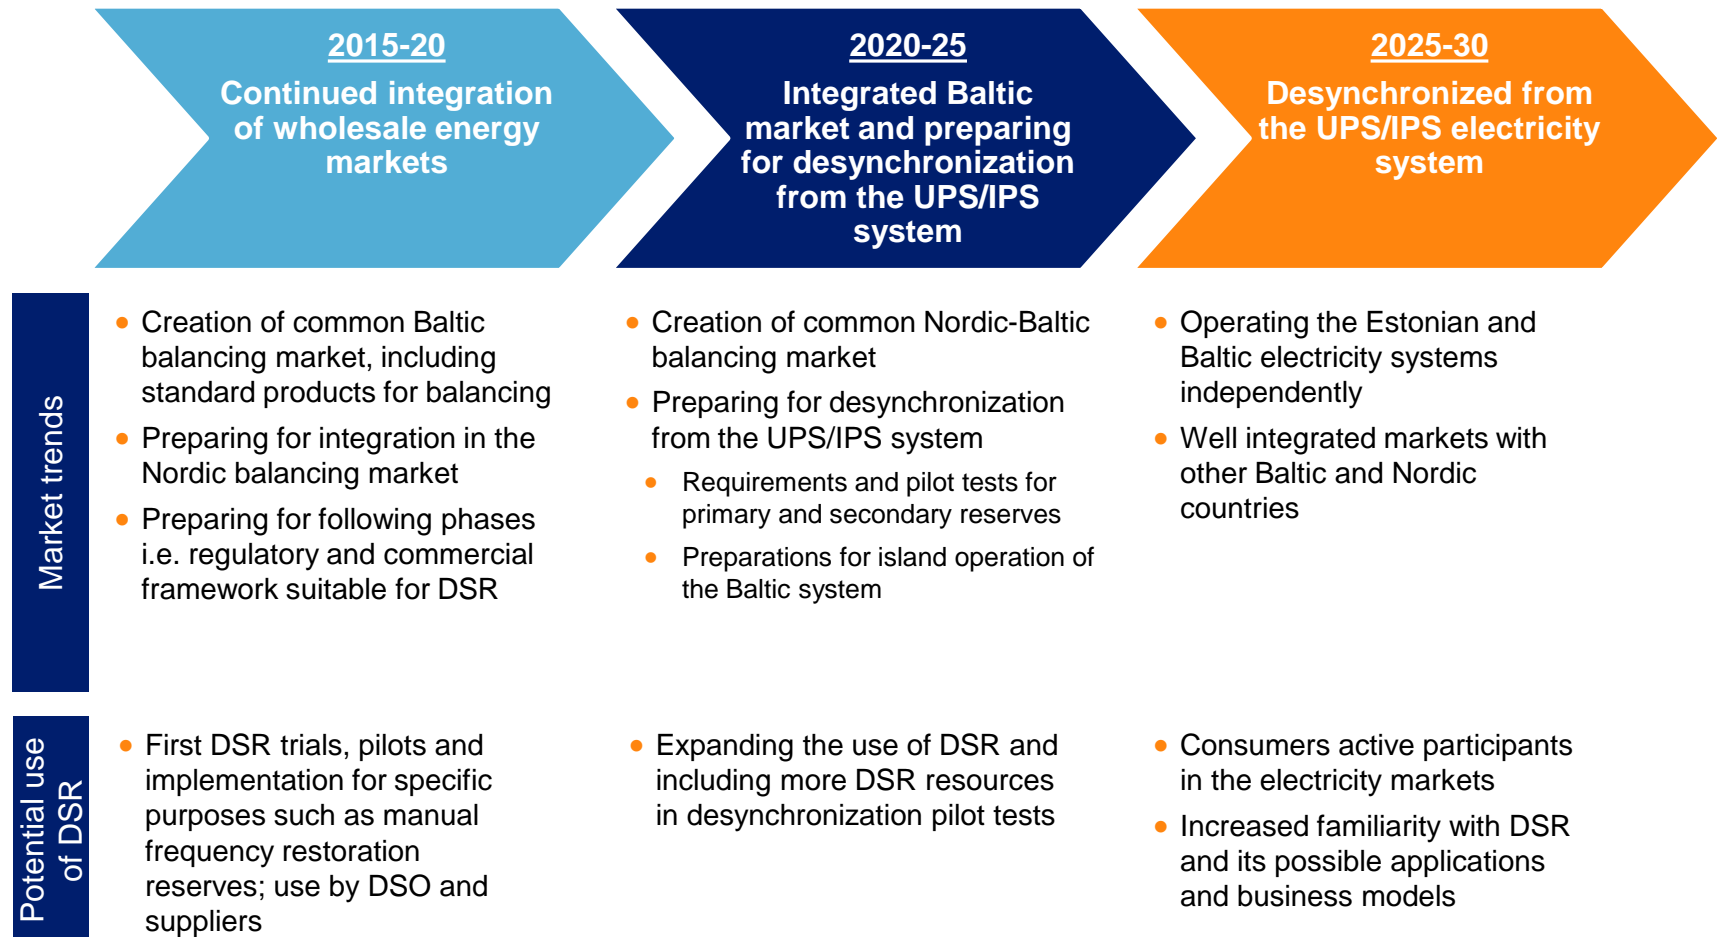 2015-20
Continued integration
of wholesale energy
markets
2020-25
Integrated Baltic
market and preparing
for desynchronization
from the UPS/IPS
system
2025-30
Desynchronized from
the UPS/IPS electricity
system
Market trends
• Creation of common Baltic
balancing market, including
standard products for balancing
• Preparing for integration in the
Nordic balancing market
• Preparing for following phases
i.e. regulatory and commercial
framework suitable for DSR
• Creation of common Nordic-Baltic
balancing market
• Preparing for desynchronization
from the UPS/IPS system
• Requirements and pilot tests for
primary and secondary reserves
• Preparations for island operation of
the Baltic system
• Operating the Estonian and
Baltic electricity systems
independently
• Well integrated markets with
other Baltic and Nordic
countries
Potential use
of DSR
• First DSR trials, pilots and
implementation for specific
purposes such as manual
frequency restoration
reserves; use by DSO and
suppliers
• Expanding the use of DSR and
including more DSR resources
in desynchronization pilot tests
• Consumers active participants
in the electricity markets
• Increased familiarity with DSR
and its possible applications
and business models